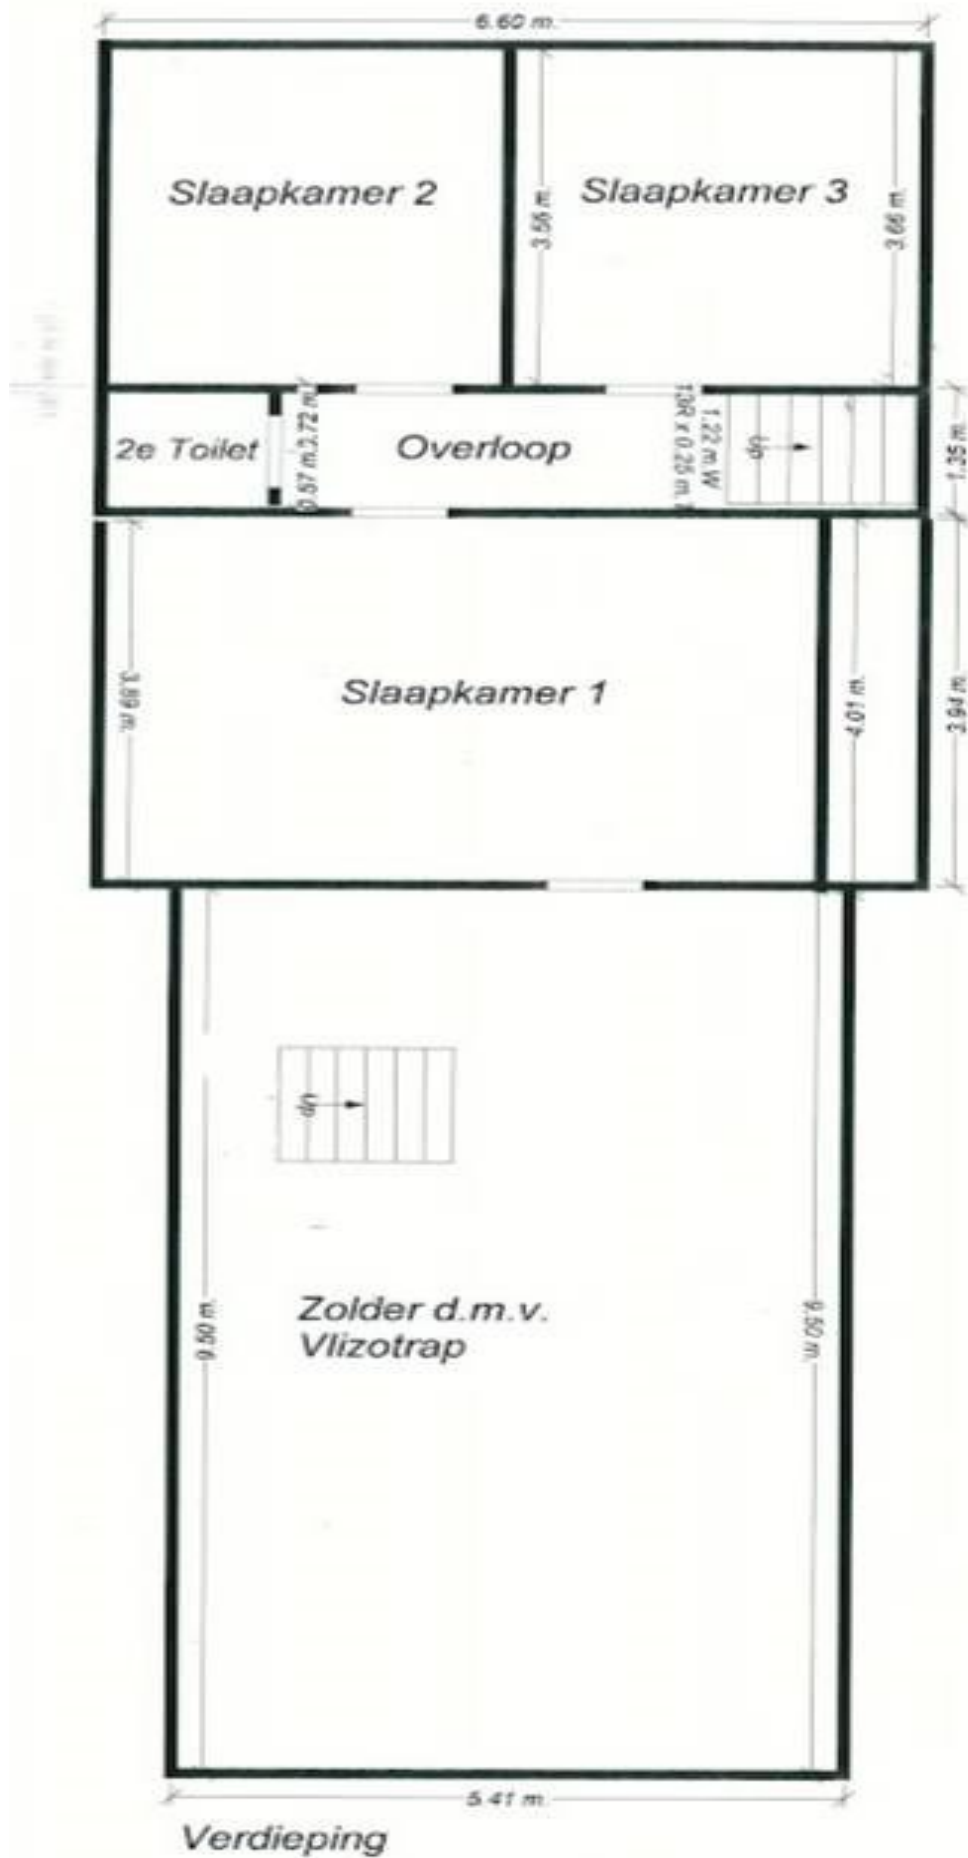 6.60 m.
Slaapkamer 2
Slaapkamer 3
3.56 m.
3.66 m.
2e Toilet
0.57 m.
0.72 m.
Overloop
13R x 0.25 m.
1.22 m.W
Up
1.35 m.
3.89 m.
Slaapkamer 1
4.01 m.
3.94 m.
Up
9.50 m.
Zolder d.m.v.
Vlizotrap
9.50 m.
5.41 m.
Verdieping